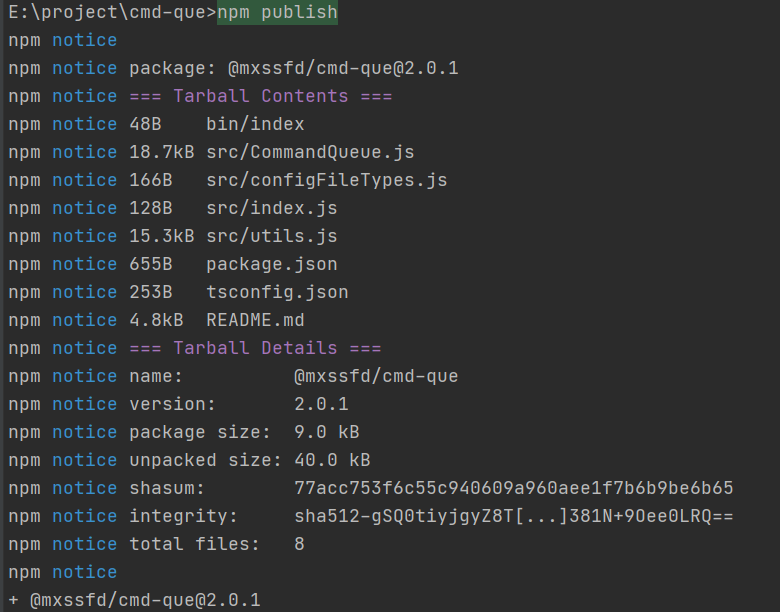 E:\project\cmd-que>npm publish
npm notice
npm notice package: @mxssfd/cmd-que@2.0.1
npm notice === Tarball Contents ===
npm notice 48B    bin/index
npm notice 18.7kB src/CommandQueue.js
npm notice 166B   src/configFileTypes.js
npm notice 128B   src/index.js
npm notice 15.3kB src/utils.js
npm notice 655B   package.json
npm notice 253B   tsconfig.json
npm notice 4.8kB  README.md
npm notice === Tarball Details ===
npm notice name:          @mxssfd/cmd-que
npm notice version:       2.0.1
npm notice package size:  9.0 kB
npm notice unpacked size: 40.0 kB
npm notice shasum:        77acc753f6c55c940609a960aee1f7b6b9be6b65
npm notice integrity:     sha512-gSQ0tiyjgyZ8T[...]381N+9Oee0LRQ==
npm notice total files:   8
npm notice
+ @mxssfd/cmd-que@2.0.1